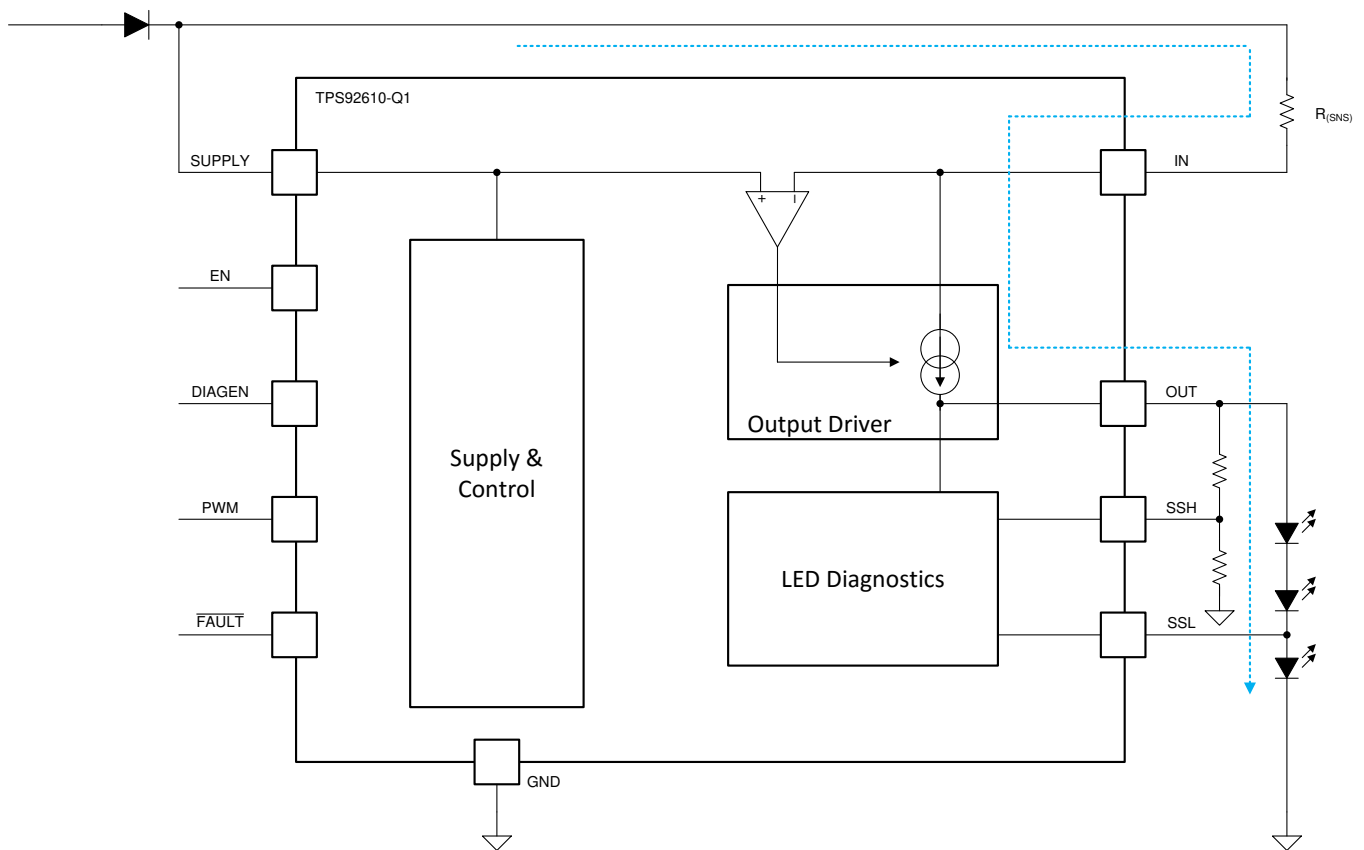 TPS92610-Q1
R(SNS)
SUPPLY
IN
+
–
EN
DIAGEN
OUT
Output Driver
Supply &
Control
PWM
SSH
LED Diagnostics
FAULT
SSL
GND